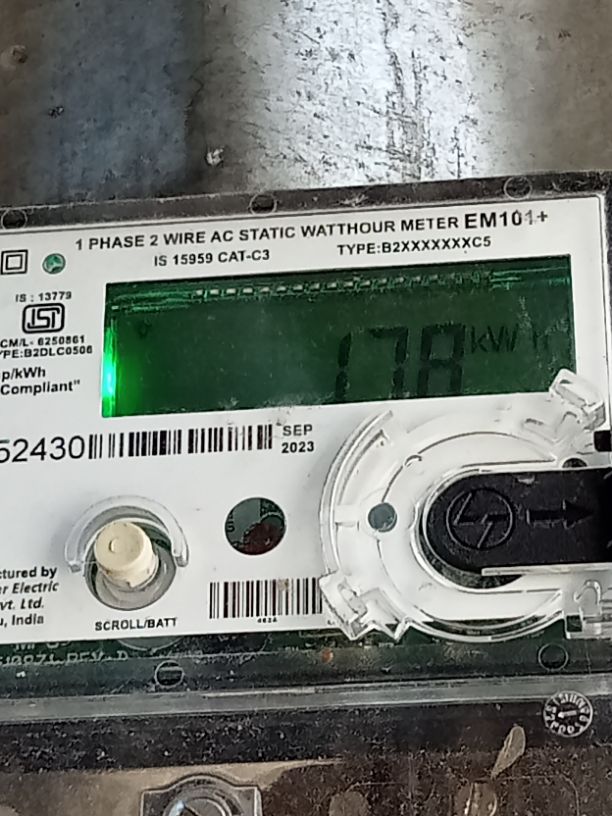 1 PHASE 2 WIRE AC STATIC WATTHOUR METER EM101+
IS 15959 CAT-C3
TYPE:B2XXXXXXXC5
IS : 13779
ISI
CM/L- 6250861
YPE:B2DLC0506
p/kWh
Compliant"
178 kWh
52430
SEP
2023
ctured by
r Electric
vt. Ltd.
, India
SCROLL/BATT